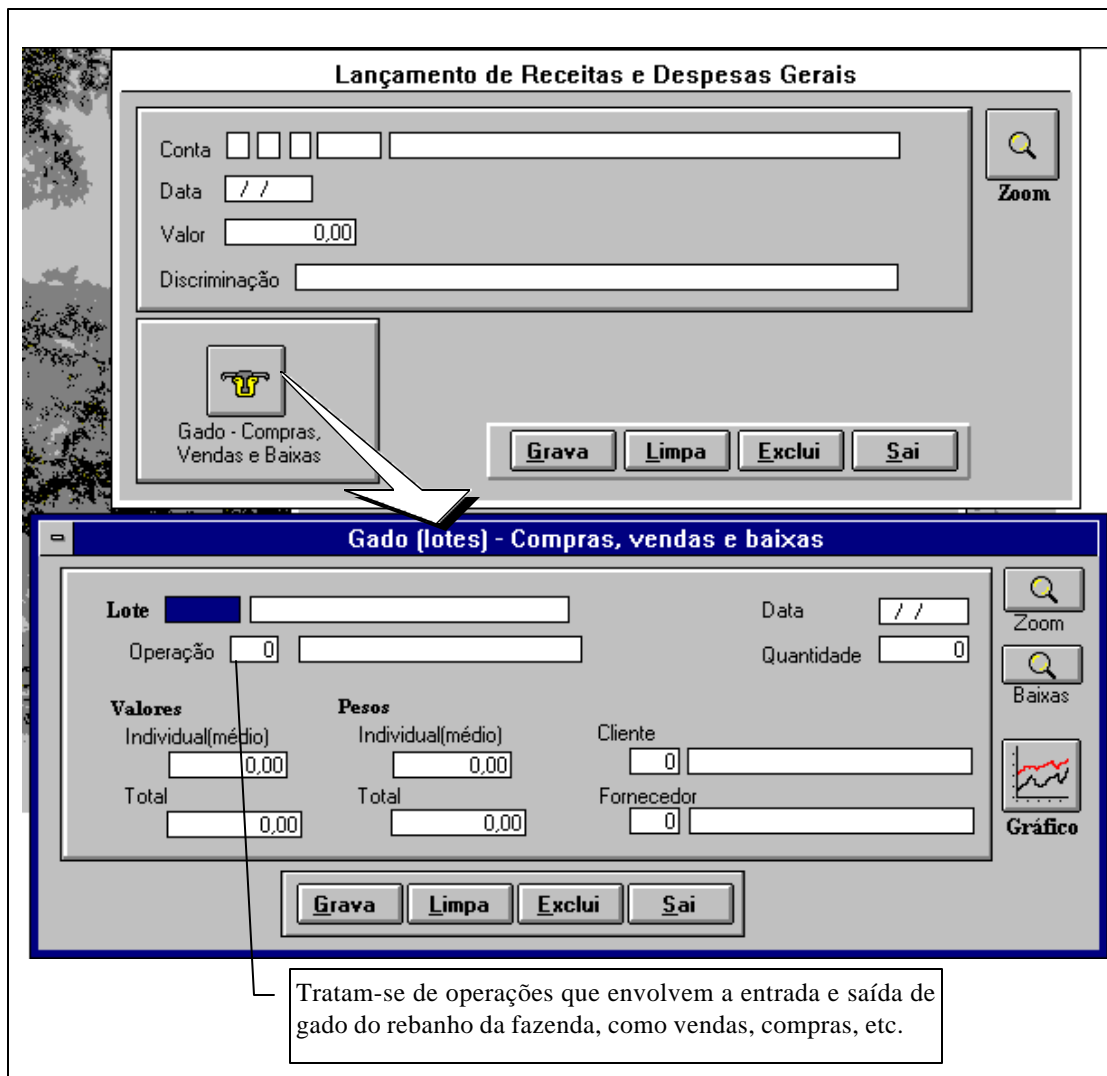 Lançamento de Receitas e Despesas Gerais
Conta
Data / /
Valor 0,00
Discriminação
Zoom
Gado - Compras,
Vendas e Baixas
Grava Limpa Exclui Sai
Gado (lotes) - Compras, vendas e baixas
Lote
Data / /
Operação 0
Quantidade 0
Zoom
Baixas
Valores
Individual(médio)
0,00
Total
0,00
Pesos
Individual(médio)
0,00
Total
0,00
Cliente
0
Fornecedor
0
Gráfico
Grava Limpa Exclui Sai
Tratam-se de operações que envolvem a entrada e saída de
gado do rebanho da fazenda, como vendas, compras, etc.